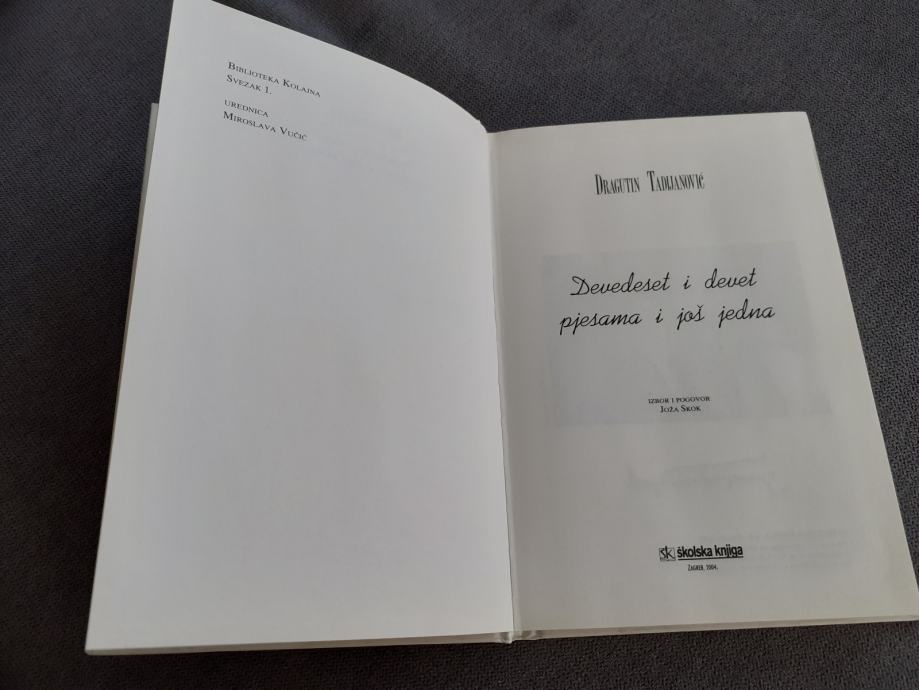 Biblioteka Kolajna
Svezak 1.
urednica
Miroslava Vučić
Dragutin Tadijanović
Devedeset i devet
pjesama i još jedna
izbor i pogovor
Joža Skok
sk školska knjiga
Zagreb, 2004.